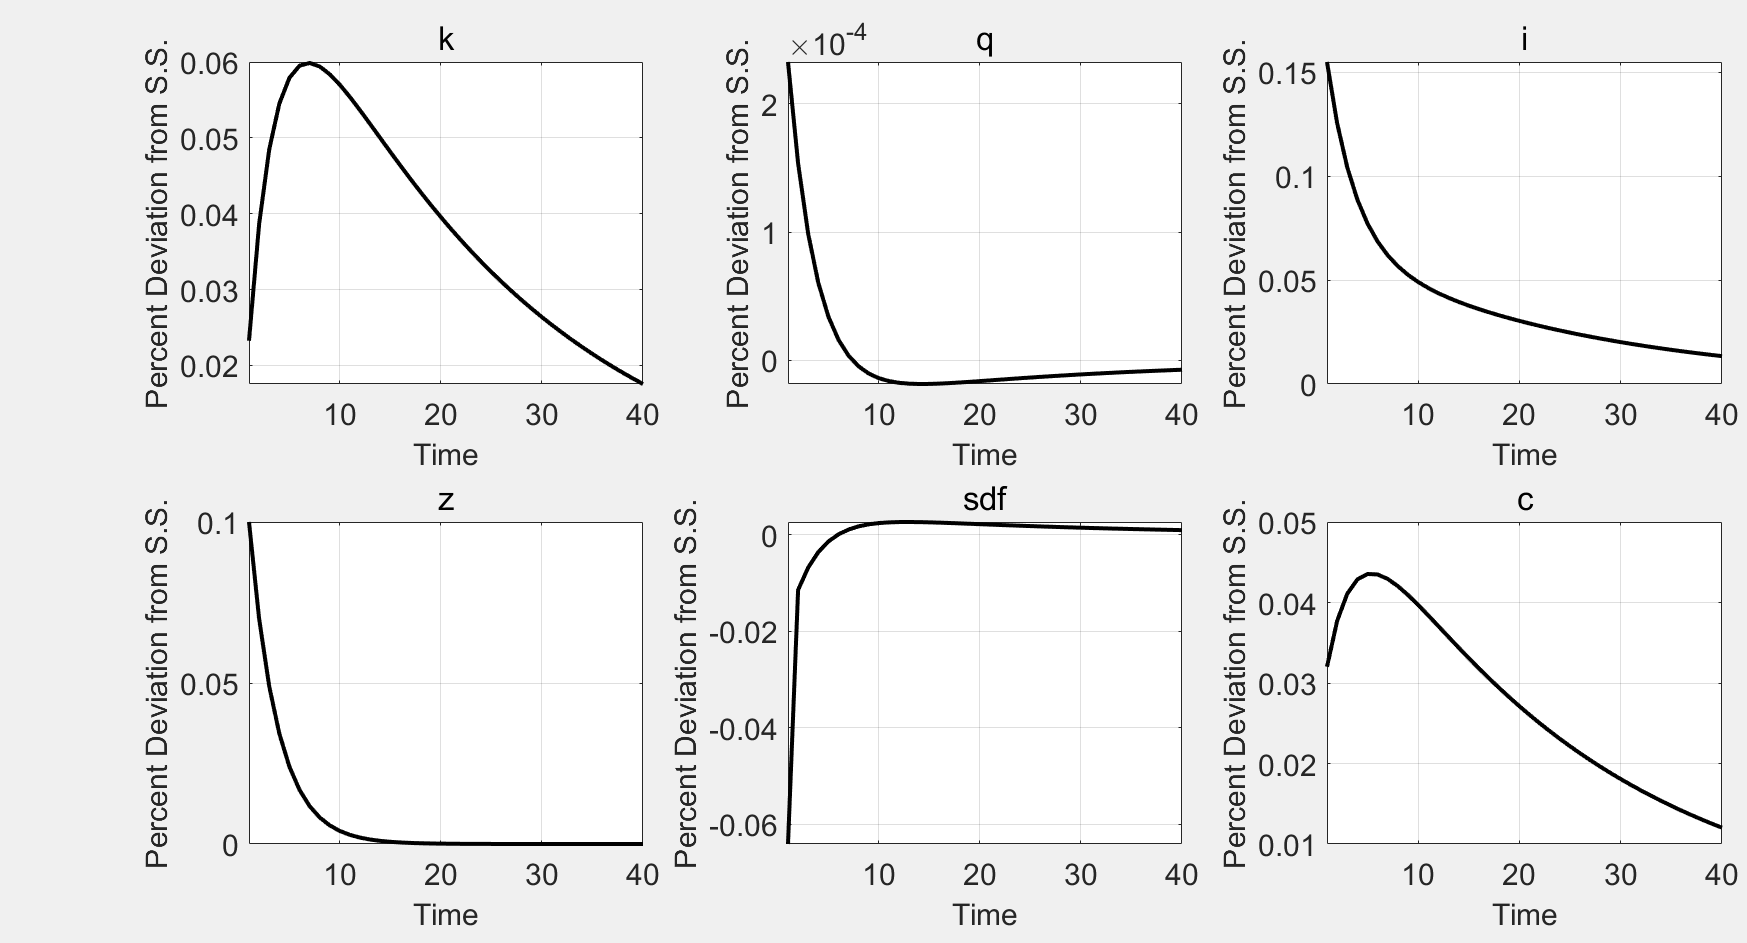 k
Percent Deviation from S.S.
0.06
0.05
0.04
0.03
0.02
10 20 30 40
Time
q
×10-4
Percent Deviation from S.S.
2
1
0
10 20 30 40
Time
i
Percent Deviation from S.S.
0.15
0.1
0.05
0
10 20 30 40
Time
z
Percent Deviation from S.S.
0.1
0.05
0
10 20 30 40
Time
sdf
Percent Deviation from S.S.
0
-0.02
-0.04
-0.06
10 20 30 40
Time
c
Percent Deviation from S.S.
0.05
0.04
0.03
0.02
0.01
10 20 30 40
Time